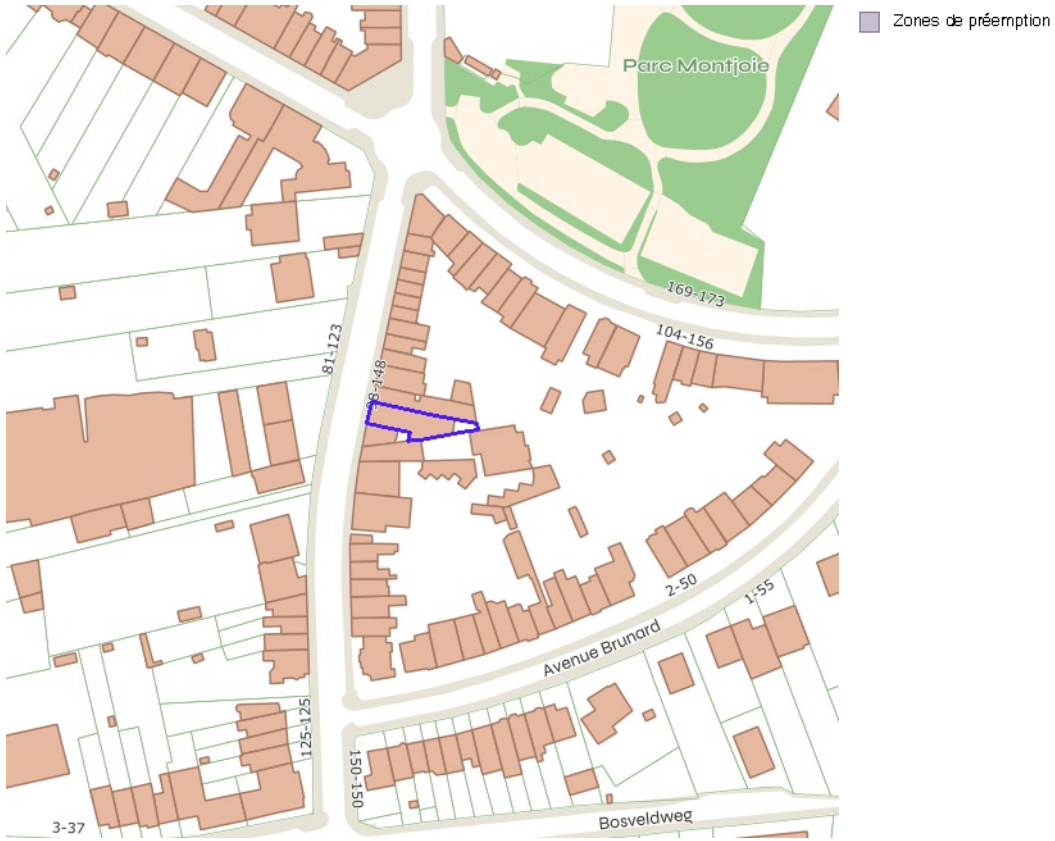 Zones de préemption
Parc Montjoie
169-173
104-156
81-123
98-148
2-50
1-55
Avenue Brunard
125-125
150-150
Bosveldweg
3-37